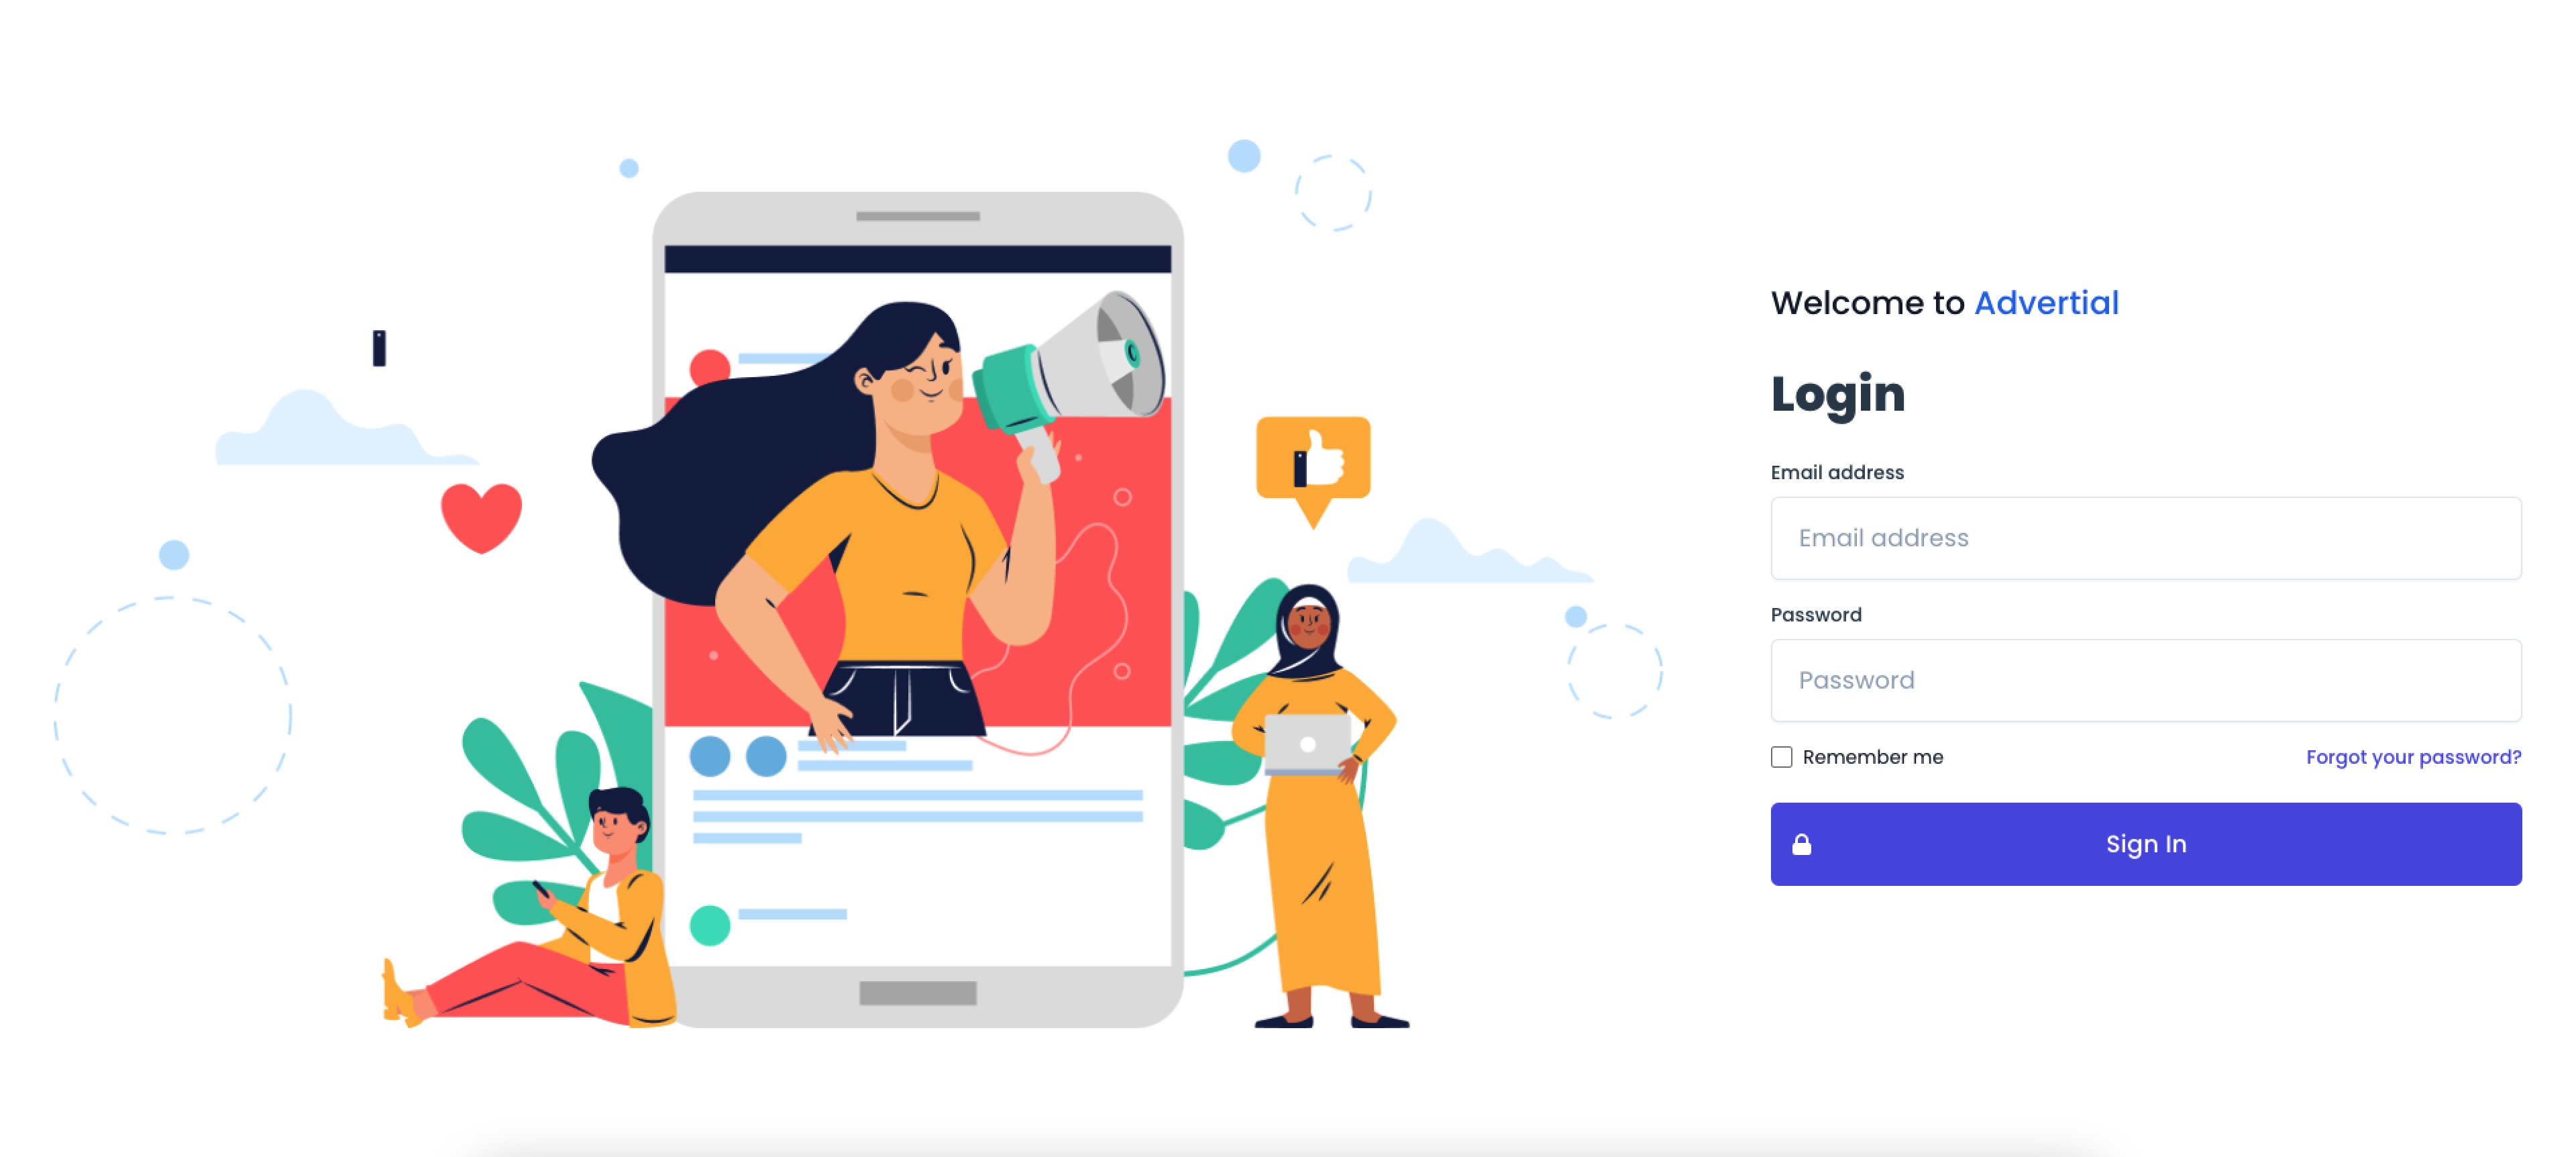 Welcome to Advertial
Login
Email address
Email address
Password
Password
Remember me
Forgot your password?
Sign In